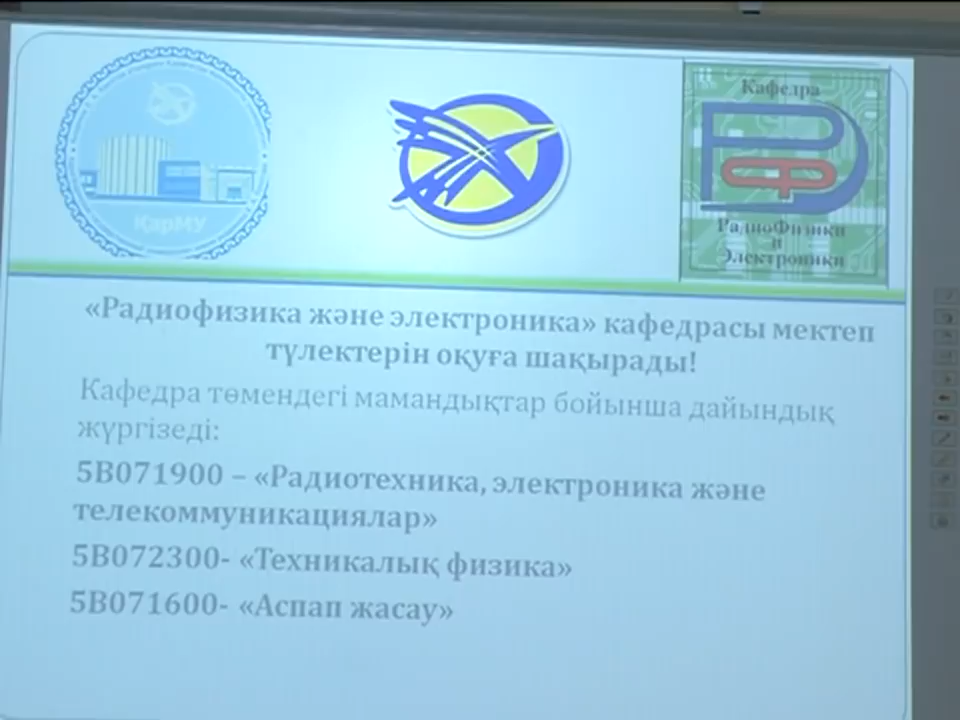 Кафедра
РФ
Радиофизики
и
Электроники
ҚарМУ
«Радиофизика және электроника» кафедрасы мектеп
түлектерін оқуға шақырады!
Кафедра төмендегі мамандықтар бойынша дайындық
жүргізеді:
5В071900 – «Радиотехника, электроника және
телекоммуникациялар»
5В072300- «Техникалық физика»
5В071600- «Аспап жасау»